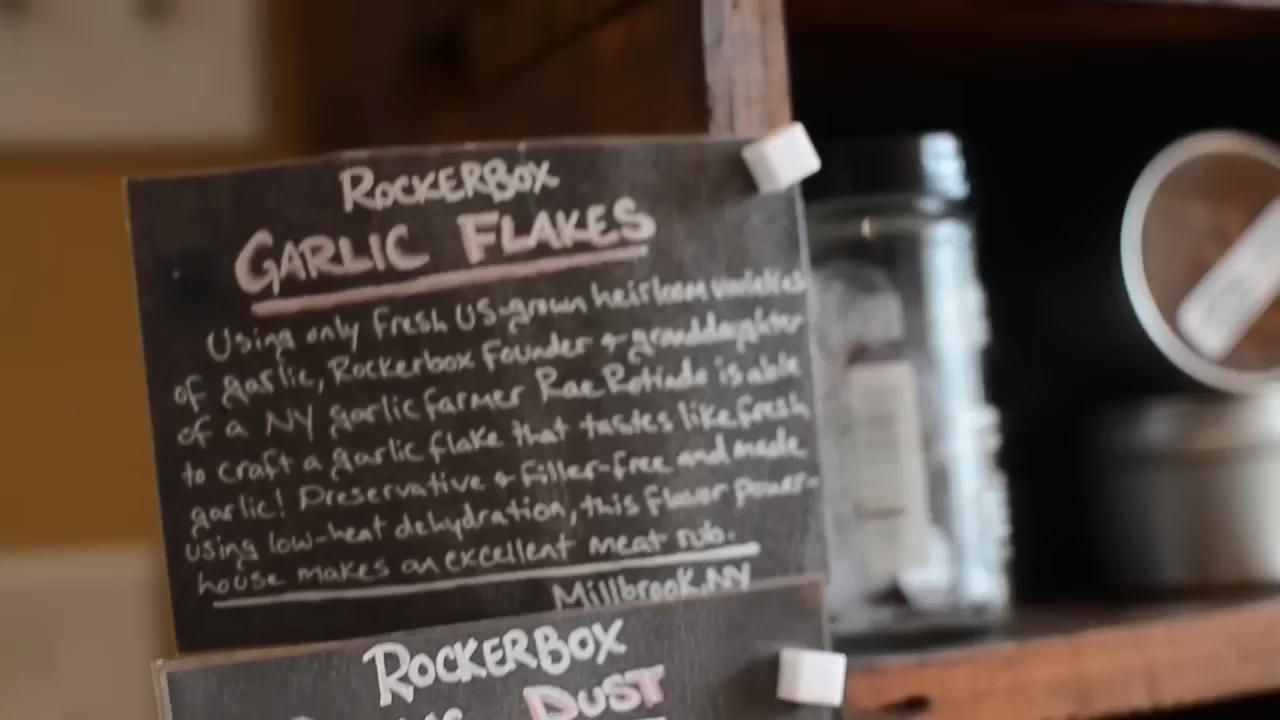 ROCKERBOX
GARLIC FLAKES
Using only fresh US-grown heirloom varieties
of garlic, Rockerbox Founder & granddaughter
of a NY garlic farmer Rae Rotindo is able
to craft a garlic flake that tastes like fresh
garlic! Preservative & filler-free and made
using low-heat dehydration, this flavor power-
house makes an excellent meat rub.
Millbrook, NY
ROCKERBOX
DUST